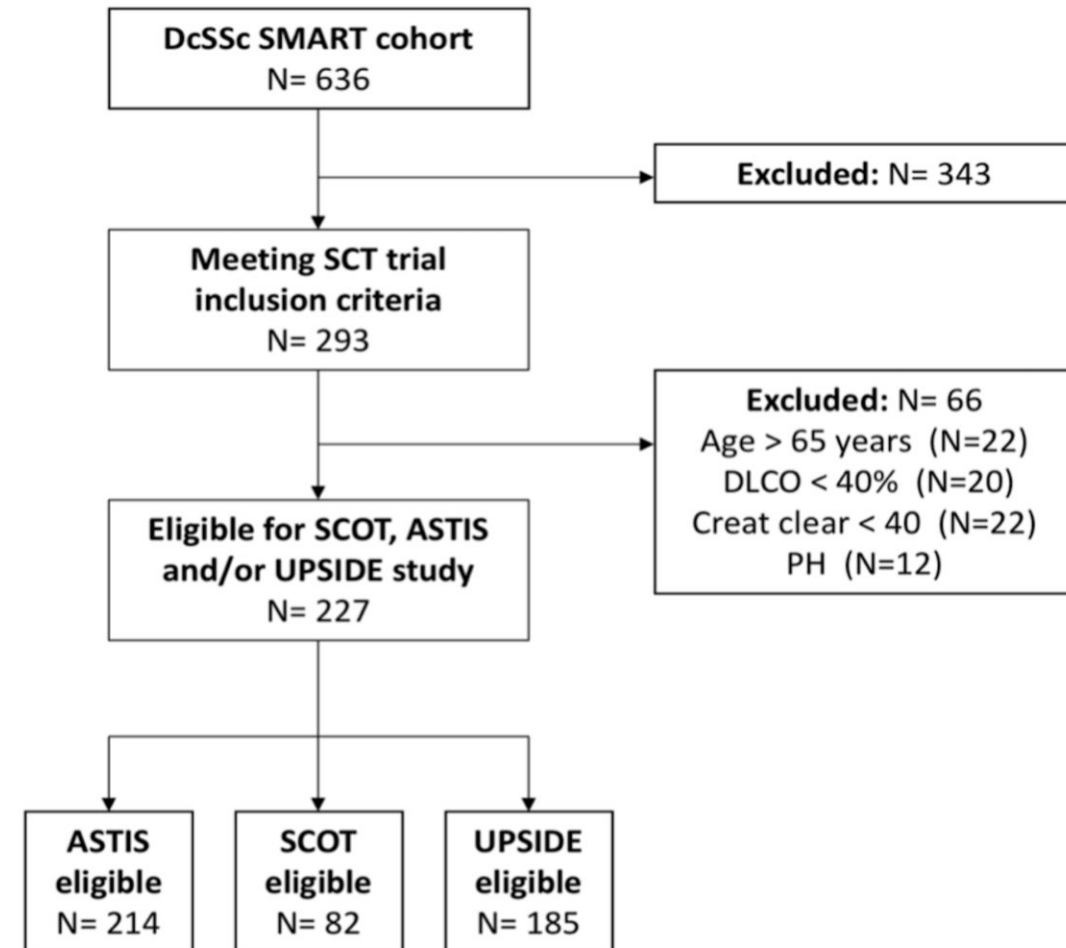 DcSSc SMART cohort
N= 636
Excluded: N= 343
Meeting SCT trial
inclusion criteria
N= 293
Excluded: N= 66
Age > 65 years (N=22)
DLCO < 40% (N=20)
Creat clear < 40 (N=22)
PH (N=12)
Eligible for SCOT, ASTIS
and/or UPSIDE study
N= 227
ASTIS
eligible
N= 214
SCOT
eligible
N= 82
UPSIDE
eligible
N= 185